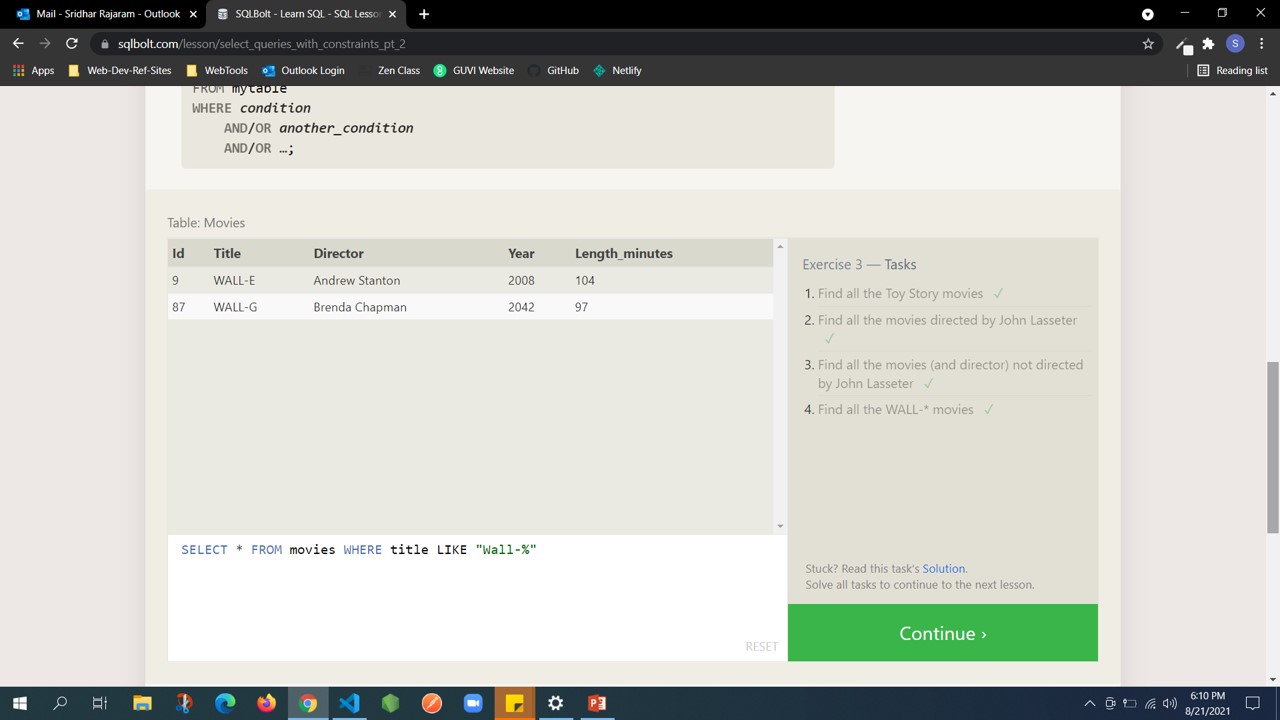 Mail - Sridhar Rajaram - Outlook
SQLBolt - Learn SQL - SQL Lesson
sqlbolt.com/lesson/select_queries_with_constraints_pt_2
S
Apps Web-Dev-Ref-Sites WebTools Outlook Login Zen Class GUVI Website GitHub Netlify Reading list
FROM mytable
WHERE condition
AND/OR another_condition
AND/OR …;
Table: Movies
Id Title Director Year Length_minutes
9 WALL-E Andrew Stanton 2008 104
87 WALL-G Brenda Chapman 2042 97
SELECT * FROM movies WHERE title LIKE "Wall-%"
RESET
Exercise 3 — Tasks
1. Find all the Toy Story movies ✓
2. Find all the movies directed by John Lasseter
✓
3. Find all the movies (and director) not directed
by John Lasseter ✓
4. Find all the WALL-* movies ✓
Stuck? Read this task's Solution.
Solve all tasks to continue to the next lesson.
Continue ›
6:10 PM
8/21/2021